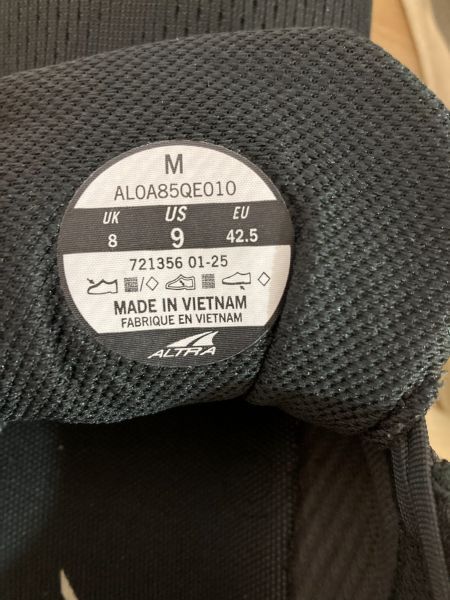 M
AL0A85QE010
UK US EU
8 9 42.5
721356 01-25
MADE IN VIETNAM
FABRIQUE EN VIETNAM
ALTRA